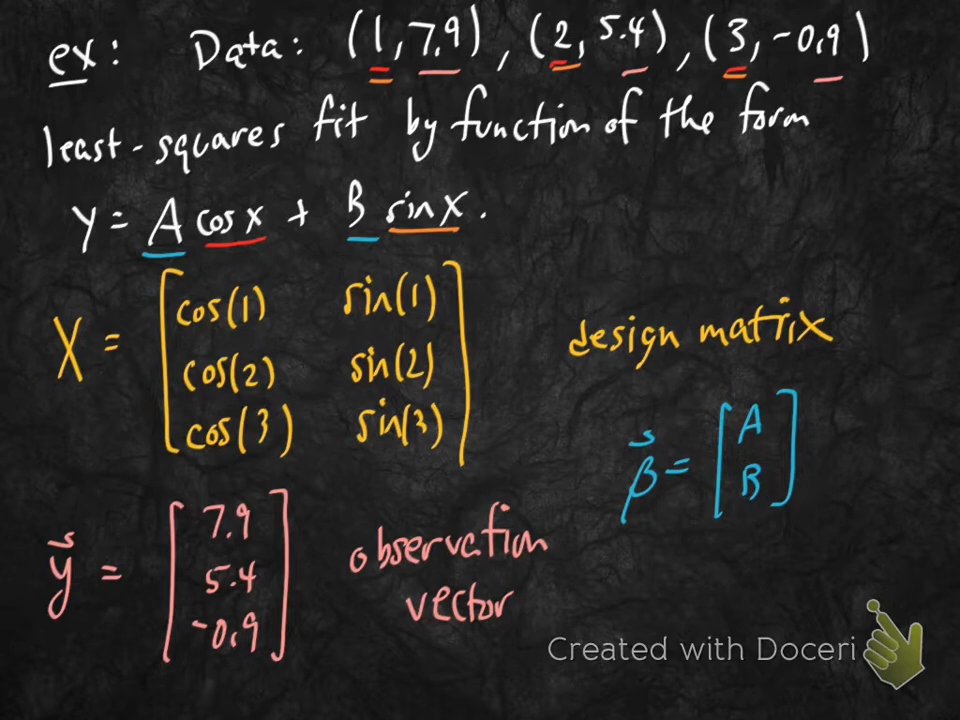 ex: Data: (1, 7.9), (2, 5.4), (3, -0.9)
least-squares fit by function of the form
y = A cos x + B sin x.
X = [cos(1) sin(1)
cos(2) sin(2)
cos(3) sin(3)]
design matrix
β⃗ = [A
B]
y⃗ = [7.9
5.4
-0.9]
observation
vector
Created with Doceri